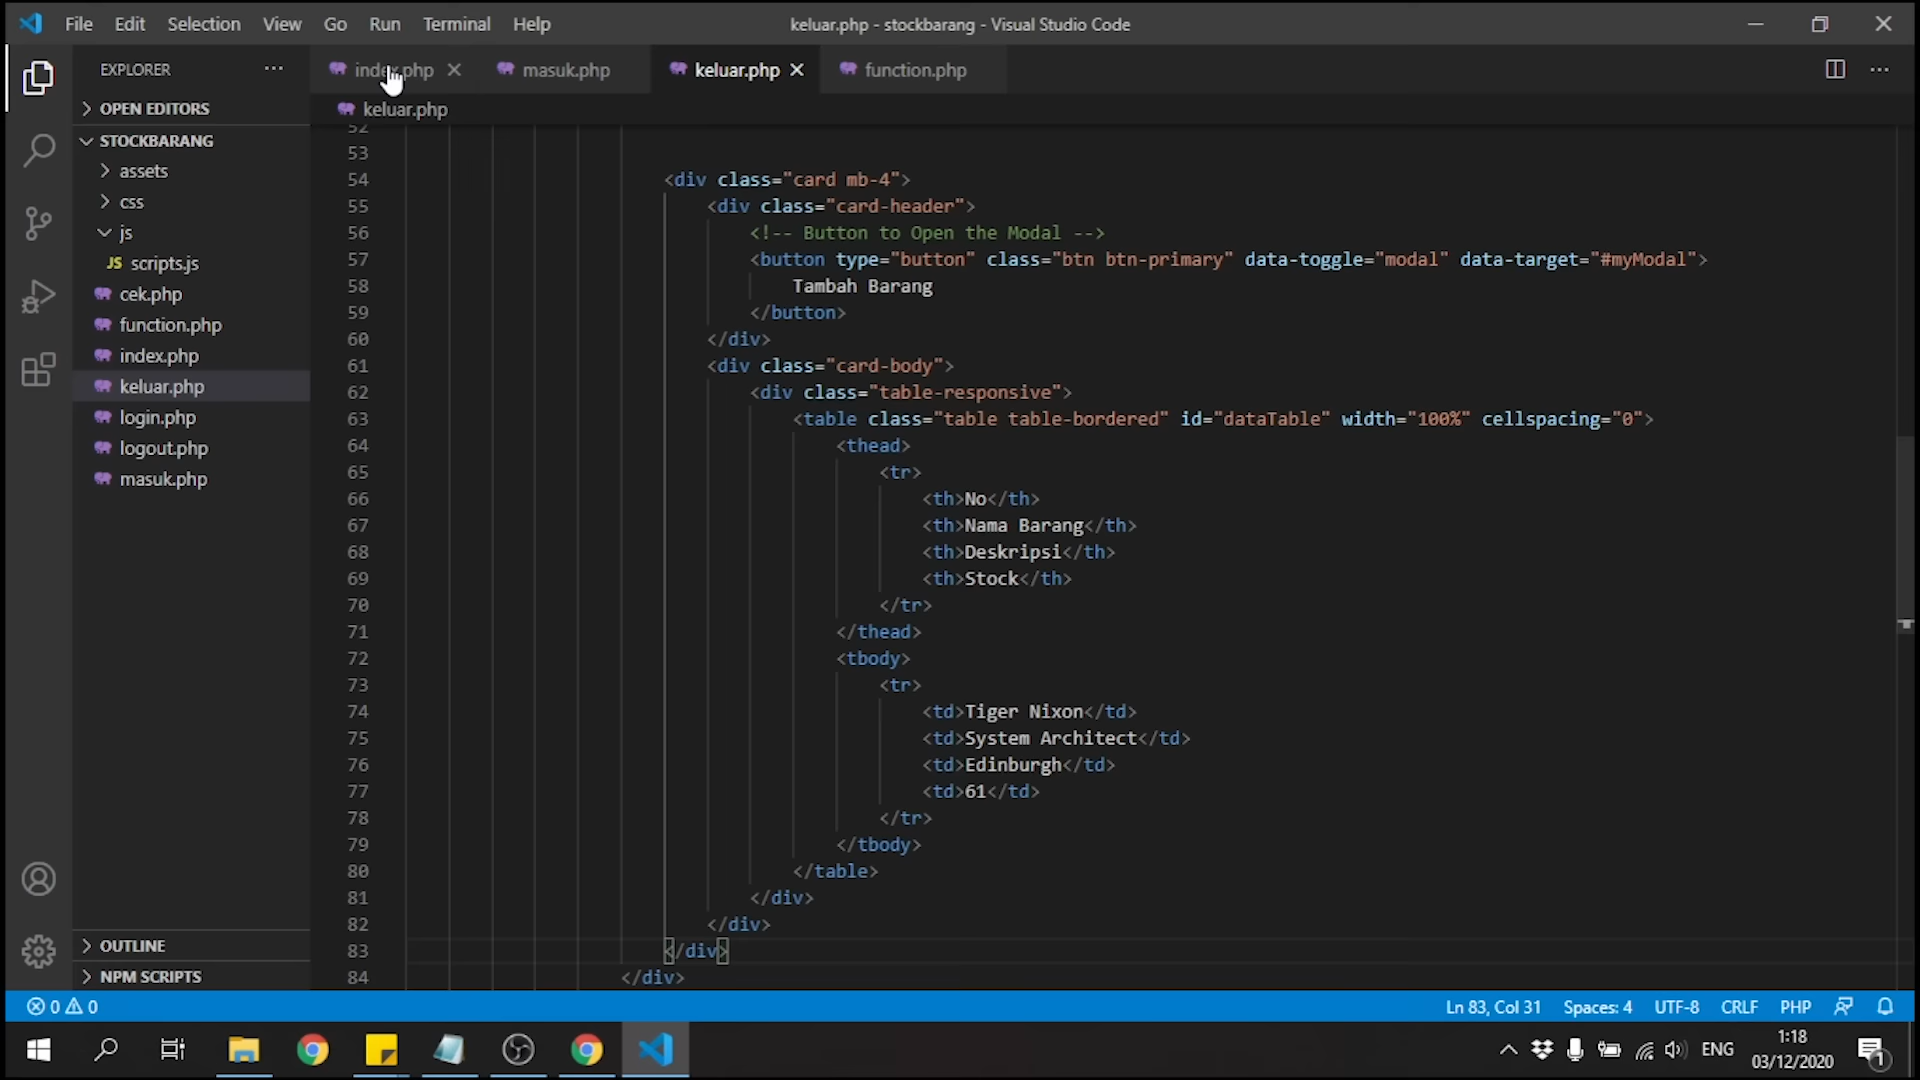 File Edit Selection View Go Run Terminal Help
keluar.php - stockbarang - Visual Studio Code
EXPLORER
OPEN EDITORS
STOCKBARANG
assets
css
js
JS scripts.js
cek.php
function.php
index.php
keluar.php
login.php
logout.php
masuk.php
OUTLINE
NPM SCRIPTS
index.php masuk.php keluar.php function.php
keluar.php
52
53
54 <div class="card mb-4">
55 <div class="card-header">
56 <!-- Button to Open the Modal -->
57 <button type="button" class="btn btn-primary" data-toggle="modal" data-target="#myModal">
58 Tambah Barang
59 </button>
60 </div>
61 <div class="card-body">
62 <div class="table-responsive">
63 <table class="table table-bordered" id="dataTable" width="100%" cellspacing="0">
64 <thead>
65 <tr>
66 <th>No</th>
67 <th>Nama Barang</th>
68 <th>Deskripsi</th>
69 <th>Stock</th>
70 </tr>
71 </thead>
72 <tbody>
73 <tr>
74 <td>Tiger Nixon</td>
75 <td>System Architect</td>
76 <td>Edinburgh</td>
77 <td>61</td>
78 </tr>
79 </tbody>
80 </table>
81 </div>
82 </div>
83 </div>
84 </div>
0 0
Ln 83, Col 31 Spaces: 4 UTF-8 CRLF PHP
ENG
1:18
03/12/2020
1